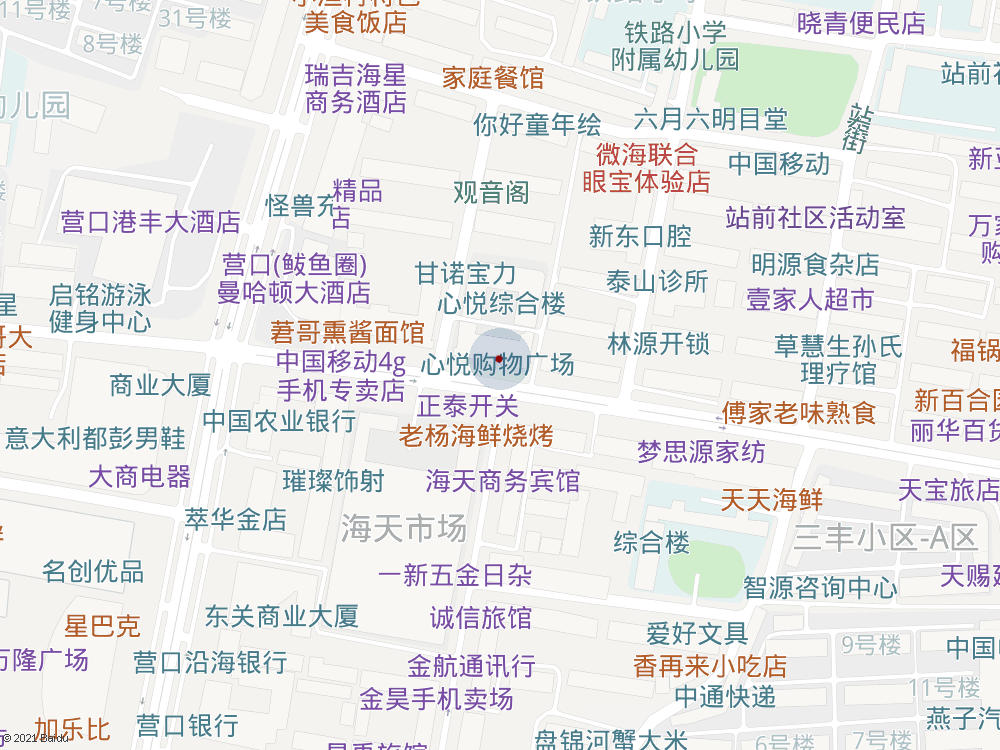 11号楼
7号楼
31号楼
8号楼
美食饭店
铁路小学
附属幼儿园
晓青便民店
瑞吉海星
商务酒店
家庭餐馆
站前
幼儿园
你好童年绘
六月六明目堂
站前街
微海联合
眼宝体验店
中国移动
观音阁
精品
店
怪兽充
营口港丰大酒店
站前社区活动室
新东口腔
营口(鲅鱼圈)
曼哈顿大酒店
甘诺宝力
心悦综合楼
泰山诊所
明源食杂店
壹家人超市
启铭游泳
健身中心
星
哥大
店
莙哥熏酱面馆
中国移动4g
手机专卖店
心悦购物广场
林源开锁
草慧生孙氏
理疗馆
福锅
商业大厦
中国农业银行
正泰开关
老杨海鲜烧烤
傅家老味熟食
新百合园
丽华百货
意大利都彭男鞋
大商电器
璀璨饰射
海天商务宾馆
梦思源家纺
天天海鲜
天宝旅店
萃华金店
海天市场
综合楼
三丰小区-A区
名创优品
一新五金日杂
智源咨询中心
天赐
东关商业大厦
诚信旅馆
星巴克
爱好文具
9号楼
中国
万隆广场
营口沿海银行
金航通讯行
香再来小吃店
金昊手机卖场
中通快递
11号楼
燕子汽
加乐比
营口银行
盘锦河蟹大米
6号楼
7号楼
© 2021 Baidu